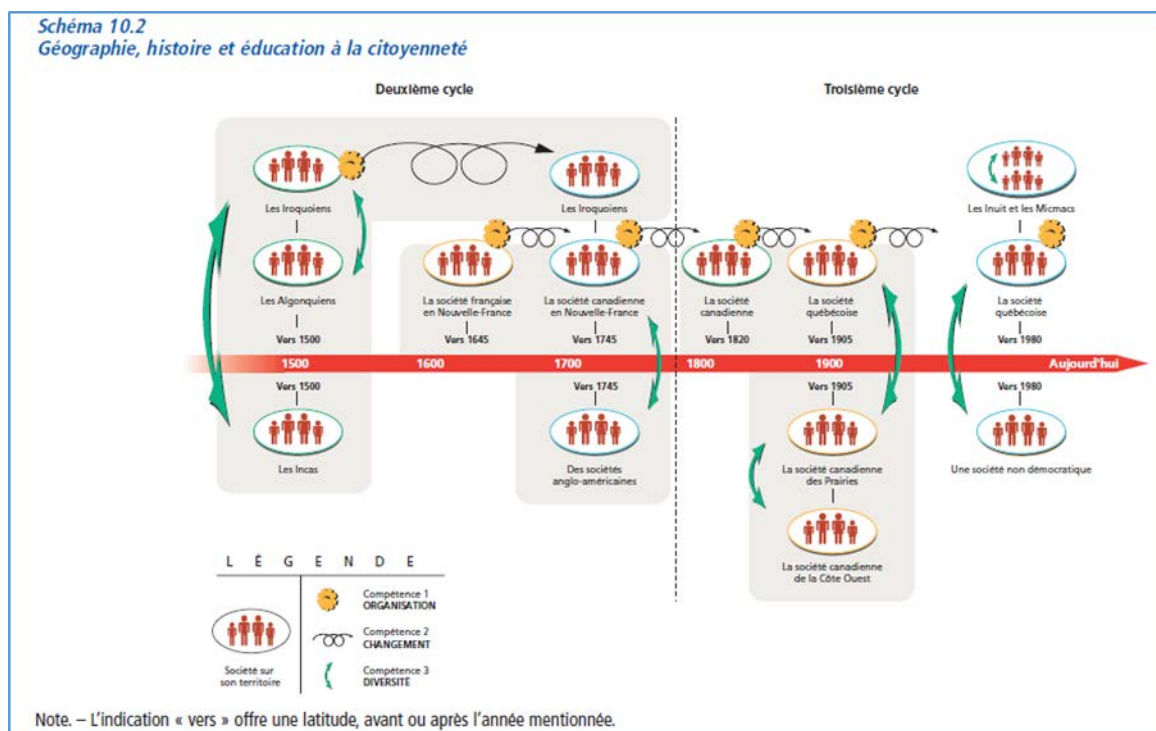 Schéma 10.2
Géographie, histoire et éducation à la citoyenneté
Deuxième cycle
Troisième cycle
Les Iroquoiens
Les Iroquoiens
Les Inuit et les Micmacs
Les Algonquiens
La société française
en Nouvelle-France
La société canadienne
en Nouvelle-France
La société
canadienne
La société
québécoise
La société
québécoise
Vers 1500
Vers 1645
Vers 1745
Vers 1820
Vers 1905
Vers 1980
1500
1600
1700
1800
1900
Aujourd'hui
Vers 1500
Vers 1745
Vers 1905
Vers 1980
Les Incas
Des sociétés
anglo-américaines
La société canadienne
des Prairies
Une société non démocratique
La société canadienne
de la Côte Ouest
LÉGENDE
Société sur
son territoire
Compétence 1
ORGANISATION
Compétence 2
CHANGEMENT
Compétence 3
DIVERSITÉ
Note. – L'indication « vers » offre une latitude, avant ou après l'année mentionnée.